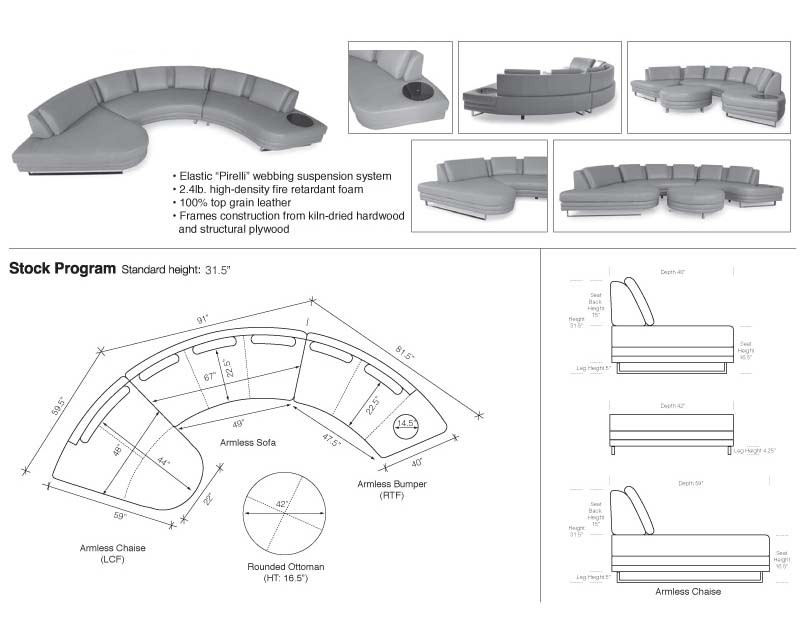 • Elastic “Pirelli” webbing suspension system
• 2.4lb. high-density fire retardant foam
• 100% top grain leather
• Frames construction from kiln-dried hardwood
and structural plywood
Stock Program Standard height: 31.5”
91”
81.5”
59.5”
67”
22.5”
22.5”
14.5”
49”
47.5”
40”
48”
44”
22”
59”
Armless Sofa
Armless Bumper
(RTF)
Armless Chaise
(LCF)
42”
Rounded Ottoman
(HT: 16.5”)
Depth 40”
Seat
Back
Height
15”
Height
31.5”
Seat
Height
16.5”
Leg Height 5”
Depth 42”
Leg Height 4.25”
Depth 59”
Seat
Back
Height
15”
Height
31.5”
Seat
Height
16.5”
Leg Height 5”
Armless Chaise